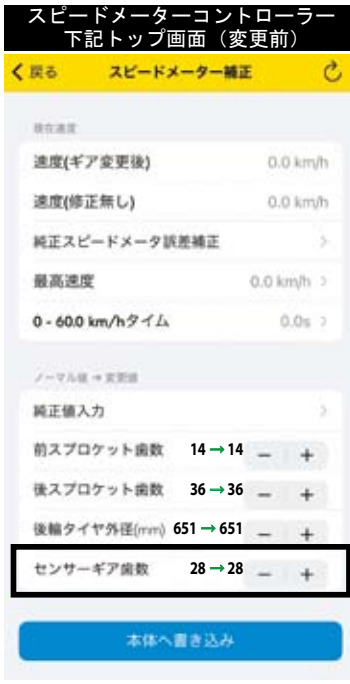 スピードメーターコントローラー
下記トップ画面（変更前）
戻る スピードメーター補正
現在速度
速度(ギア変更後) 0.0 km/h
速度(修正無し) 0.0 km/h
純正スピードメータ誤差補正
最高速度 0.0 km/h
0 - 60.0 km/hタイム 0.0s
ノーマル値 → 変更値
純正値入力
前スプロケット歯数 14 → 14 − +
後スプロケット歯数 36 → 36 − +
後輪タイヤ外径(mm) 651 → 651 − +
センサーギア歯数 28 → 28 − +
本体へ書き込み